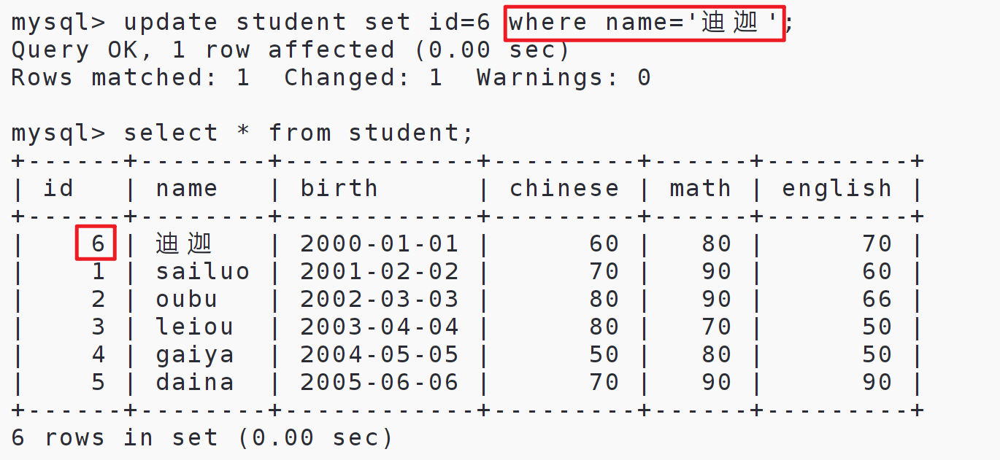 mysql> update student set id=6 where name='迪迦';
Query OK, 1 row affected (0.00 sec)
Rows matched: 1  Changed: 1  Warnings: 0
mysql> select * from student;
+------+--------+------------+---------+------+---------+
| id   | name   | birth      | chinese | math | english |
+------+--------+------------+---------+------+---------+
|    6 | 迪迦   | 2000-01-01 |      60 |   80 |      70 |
|    1 | sailuo | 2001-02-02 |      70 |   90 |      60 |
|    2 | oubu   | 2002-03-03 |      80 |   90 |      66 |
|    3 | leiou  | 2003-04-04 |      80 |   70 |      50 |
|    4 | gaiya  | 2004-05-05 |      50 |   80 |      50 |
|    5 | daina  | 2005-06-06 |      70 |   90 |      90 |
+------+--------+------------+---------+------+---------+
6 rows in set (0.00 sec)